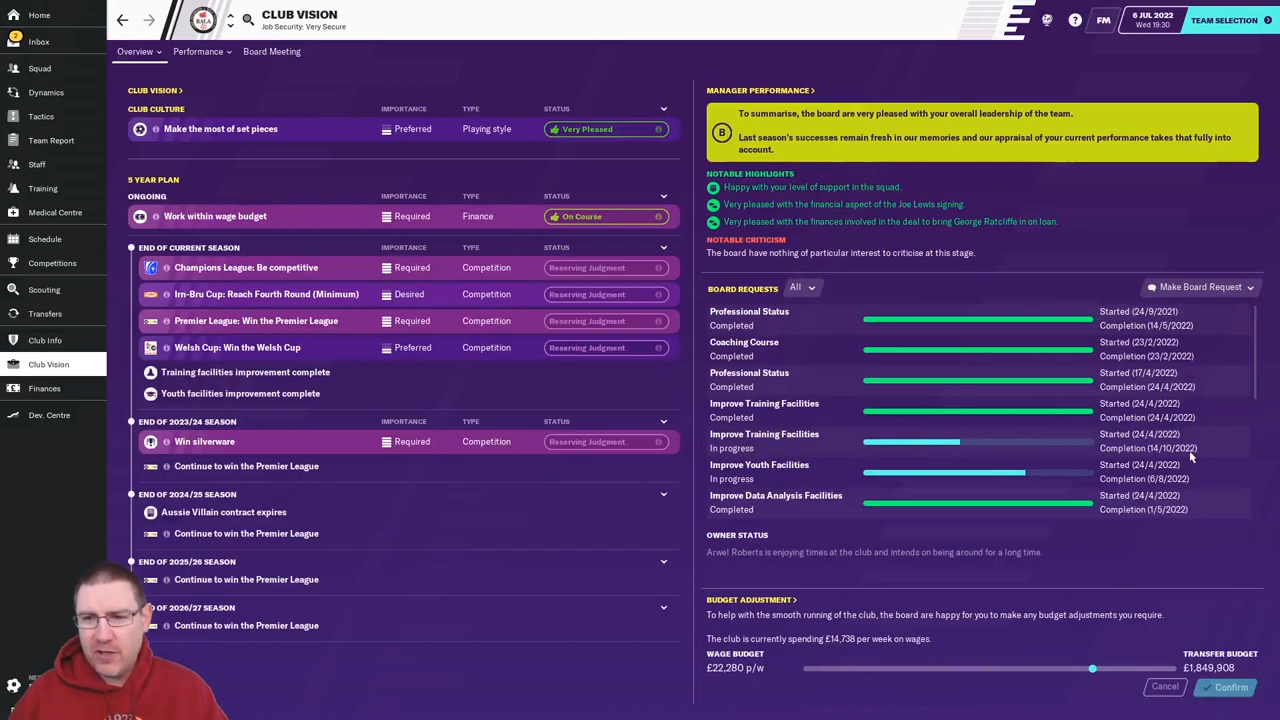 Home
2
Inbox
Squad
Dynamics
Tactics
Team Report
Staff
Training
Medical Centre
Schedule
Competitions
Scouting
Transfers
Club Info
Club Vision
Finances
Dev. Centre
BALA
CLUB VISION
Job Security: Very Secure
?
FM
6 JUL 2022
Wed 19:30
TEAM SELECTION
Overview
Performance
Board Meeting
CLUB VISION >
CLUB CULTURE IMPORTANCE TYPE STATUS
Make the most of set pieces Preferred Playing style Very Pleased
5 YEAR PLAN
ONGOING IMPORTANCE TYPE STATUS
Work within wage budget Required Finance On Course
END OF CURRENT SEASON IMPORTANCE TYPE STATUS
Champions League: Be competitive Required Competition Reserving Judgment
Irn-Bru Cup: Reach Fourth Round (Minimum) Desired Competition Reserving Judgment
Premier League: Win the Premier League Required Competition Reserving Judgment
Welsh Cup: Win the Welsh Cup Preferred Competition Reserving Judgment
Training facilities improvement complete
Youth facilities improvement complete
END OF 2023/24 SEASON IMPORTANCE TYPE STATUS
Win silverware Required Competition Reserving Judgment
Continue to win the Premier League
END OF 2024/25 SEASON
Aussie Villain contract expires
Continue to win the Premier League
END OF 2025/26 SEASON
Continue to win the Premier League
END OF 2026/27 SEASON
Continue to win the Premier League
MANAGER PERFORMANCE >
B
To summarise, the board are very pleased with your overall leadership of the team.
Last season's successes remain fresh in our memories and our appraisal of your current performance takes that fully into
account.
NOTABLE HIGHLIGHTS
Happy with your level of support in the squad.
Very pleased with the financial aspect of the Joe Lewis signing.
Very pleased with the finances involved in the deal to bring George Ratcliffe in on loan.
NOTABLE CRITICISM
The board have nothing of particular interest to criticise at this stage.
BOARD REQUESTS All Make Board Request
Professional Status Started (24/9/2021)
Completed Completion (14/5/2022)
Coaching Course Started (23/2/2022)
Completed Completion (23/2/2022)
Professional Status Started (17/4/2022)
Completed Completion (24/4/2022)
Improve Training Facilities Started (24/4/2022)
Completed Completion (24/4/2022)
Improve Training Facilities Started (24/4/2022)
In progress Completion (14/10/2022)
Improve Youth Facilities Started (24/4/2022)
In progress Completion (6/8/2022)
Improve Data Analysis Facilities Started (24/4/2022)
Completed Completion (1/5/2022)
OWNER STATUS
Arwel Roberts is enjoying times at the club and intends on being around for a long time.
BUDGET ADJUSTMENT >
To help with the smooth running of the club, the board are happy for you to make any budget adjustments you require.
The club is currently spending £14,738 per week on wages.
WAGE BUDGET TRANSFER BUDGET
£22,280 p/w £1,849,908
Cancel Confirm